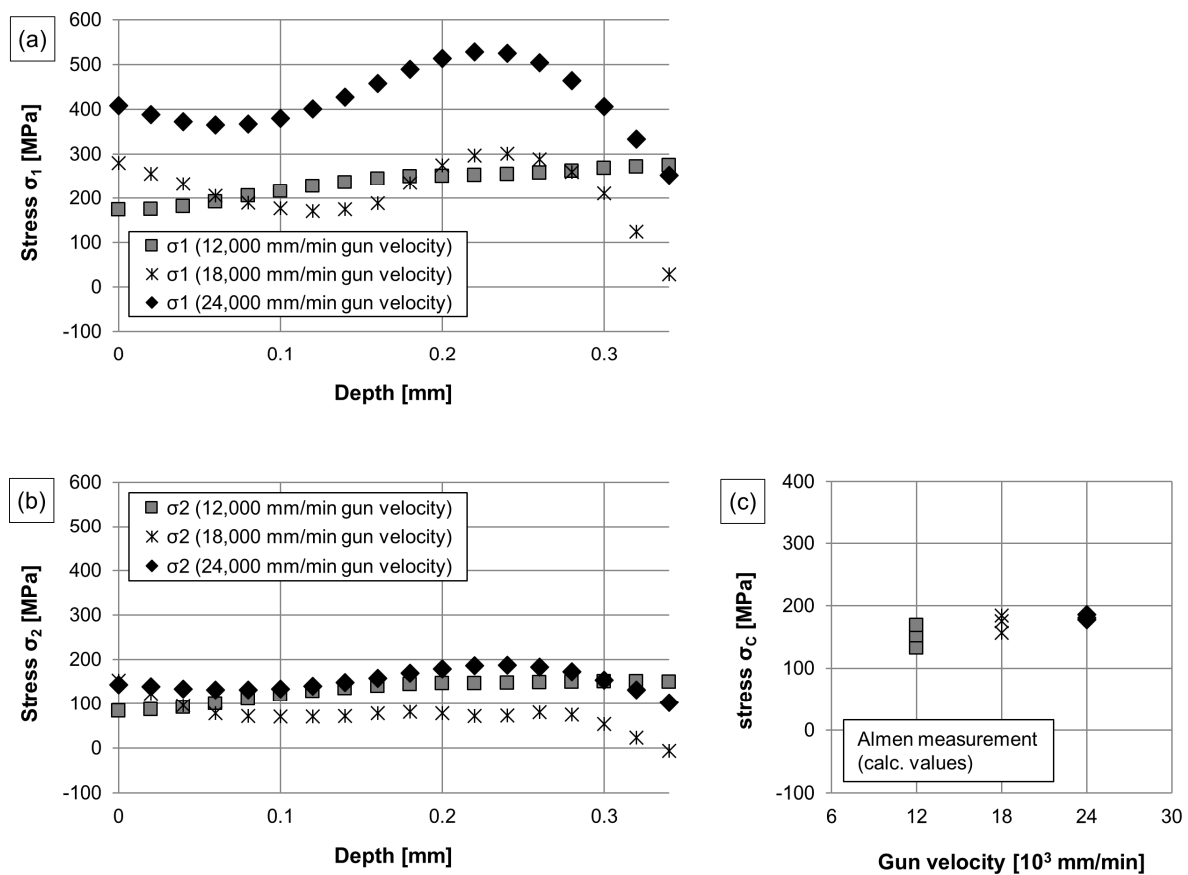 (a)
600
500
400
300
200
100
0
-100
Stress σ₁ [MPa]
σ1 (12,000 mm/min gun velocity)
σ1 (18,000 mm/min gun velocity)
σ1 (24,000 mm/min gun velocity)
0 0.1 0.2 0.3
Depth [mm]
(b)
600
500
400
300
200
100
0
-100
Stress σ₂ [MPa]
σ2 (12,000 mm/min gun velocity)
σ2 (18,000 mm/min gun velocity)
σ2 (24,000 mm/min gun velocity)
0 0.1 0.2 0.3
Depth [mm]
(c)
400
300
200
100
0
-100
stress σ_C [MPa]
Almen measurement
(calc. values)
6 12 18 24 30
Gun velocity [10³ mm/min]